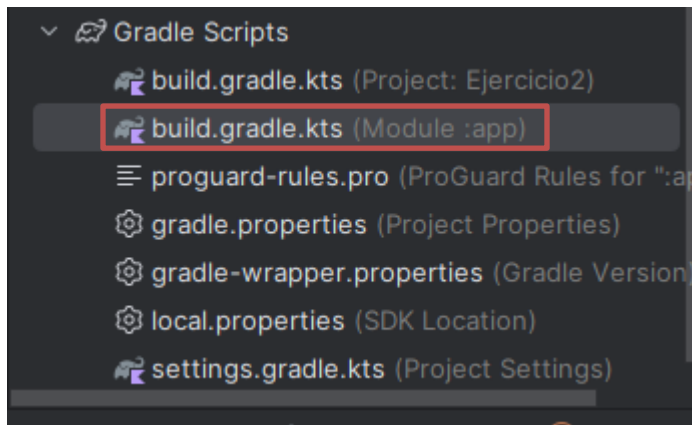 Gradle Scripts
build.gradle.kts (Project: Ejercicio2)
build.gradle.kts (Module :app)
proguard-rules.pro (ProGuard Rules for ":a
gradle.properties (Project Properties)
gradle-wrapper.properties (Gradle Version)
local.properties (SDK Location)
settings.gradle.kts (Project Settings)